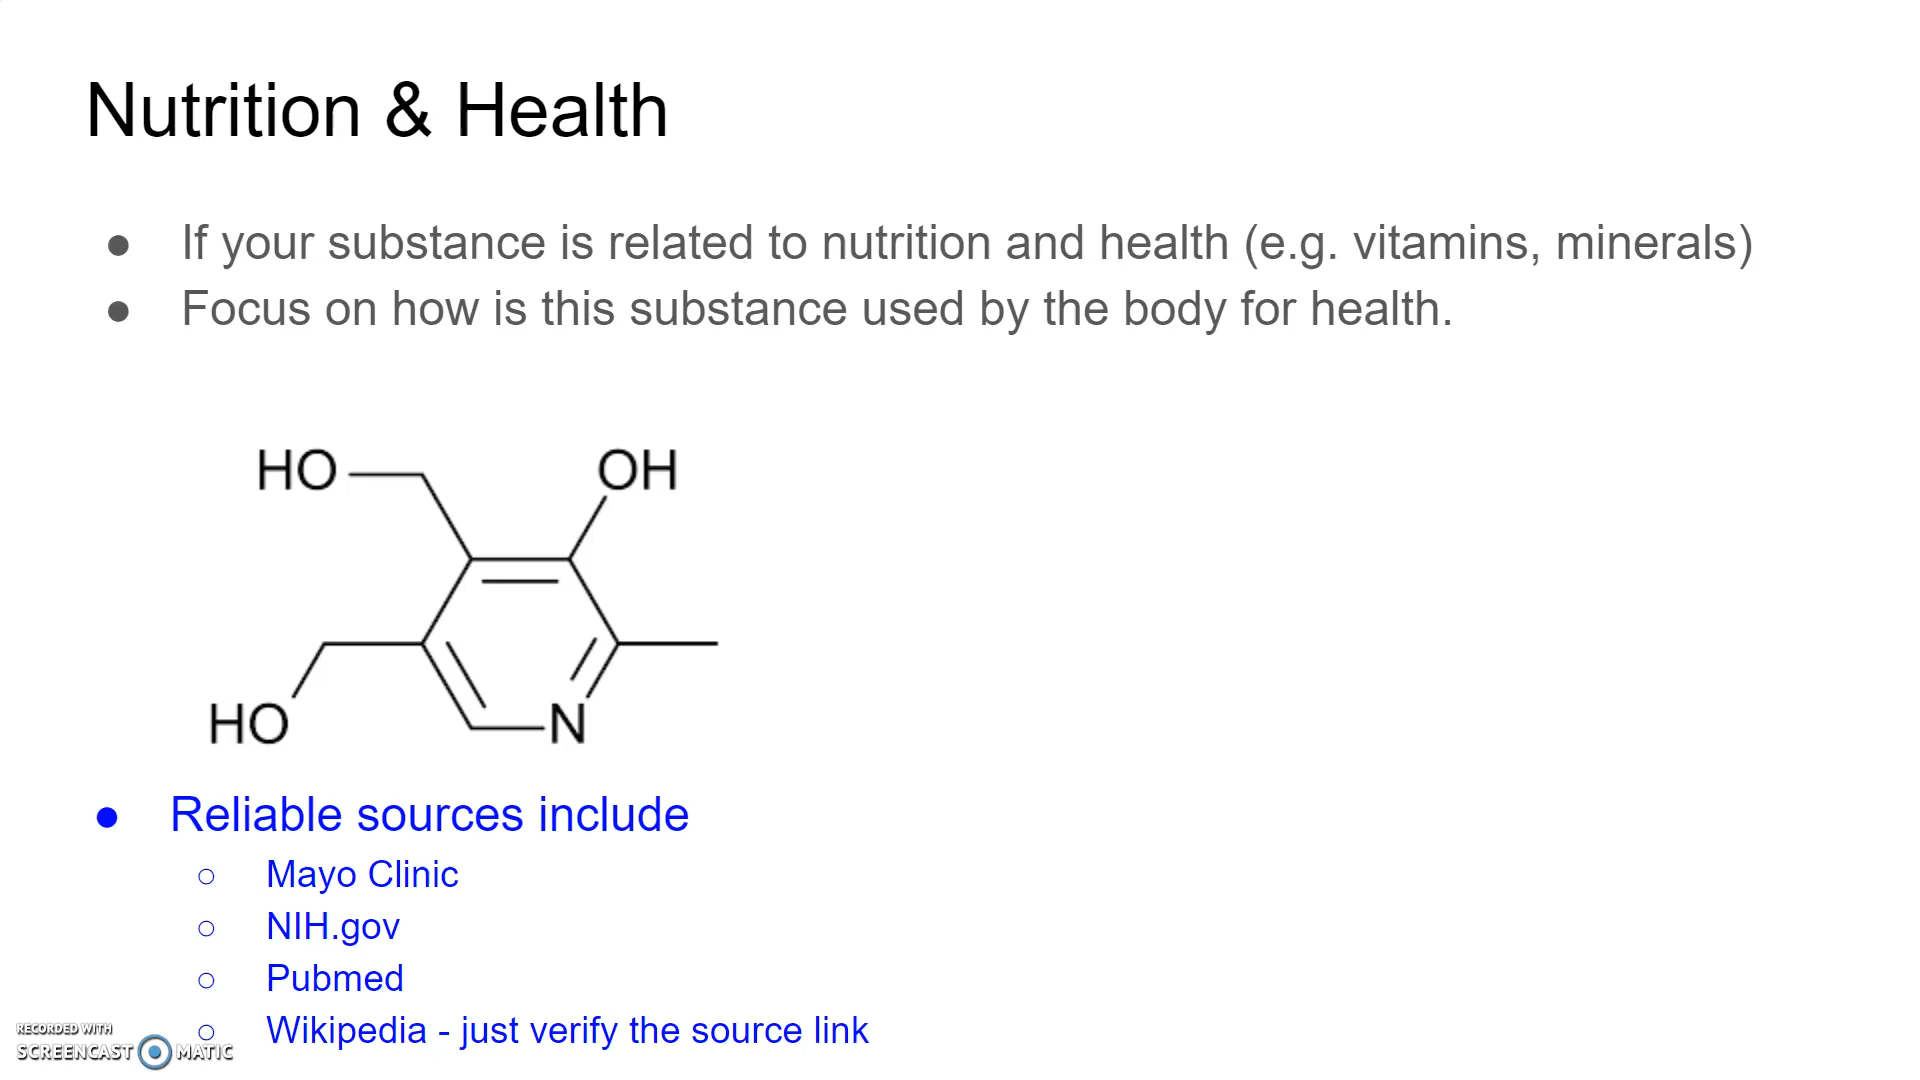 Nutrition & Health
● If your substance is related to nutrition and health (e.g. vitamins, minerals)
● Focus on how is this substance used by the body for health.
HO OH
HO N
● Reliable sources include
○ Mayo Clinic
○ NIH.gov
○ Pubmed
○ Wikipedia - just verify the source link
RECORDED WITH
SCREENCAST MATIC